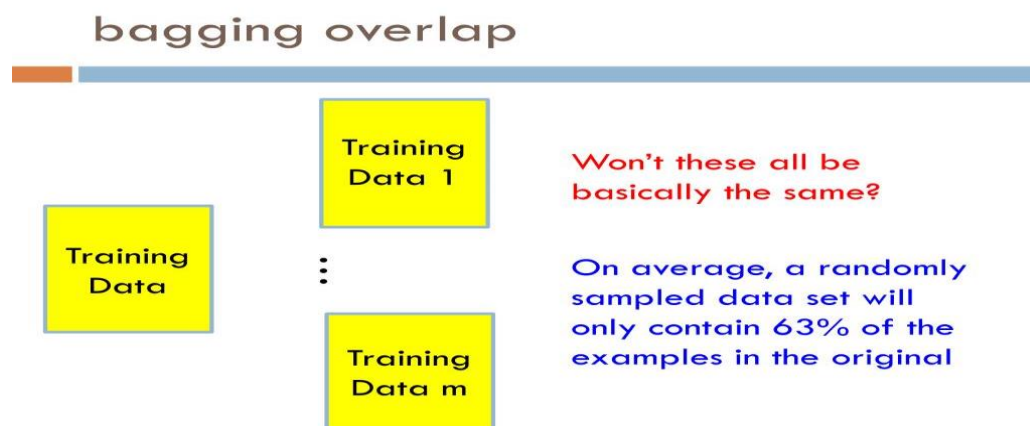 bagging overlap
Training
Data
Training
Data 1
⋮
Training
Data m
Won't these all be
basically the same?
On average, a randomly
sampled data set will
only contain 63% of the
examples in the original